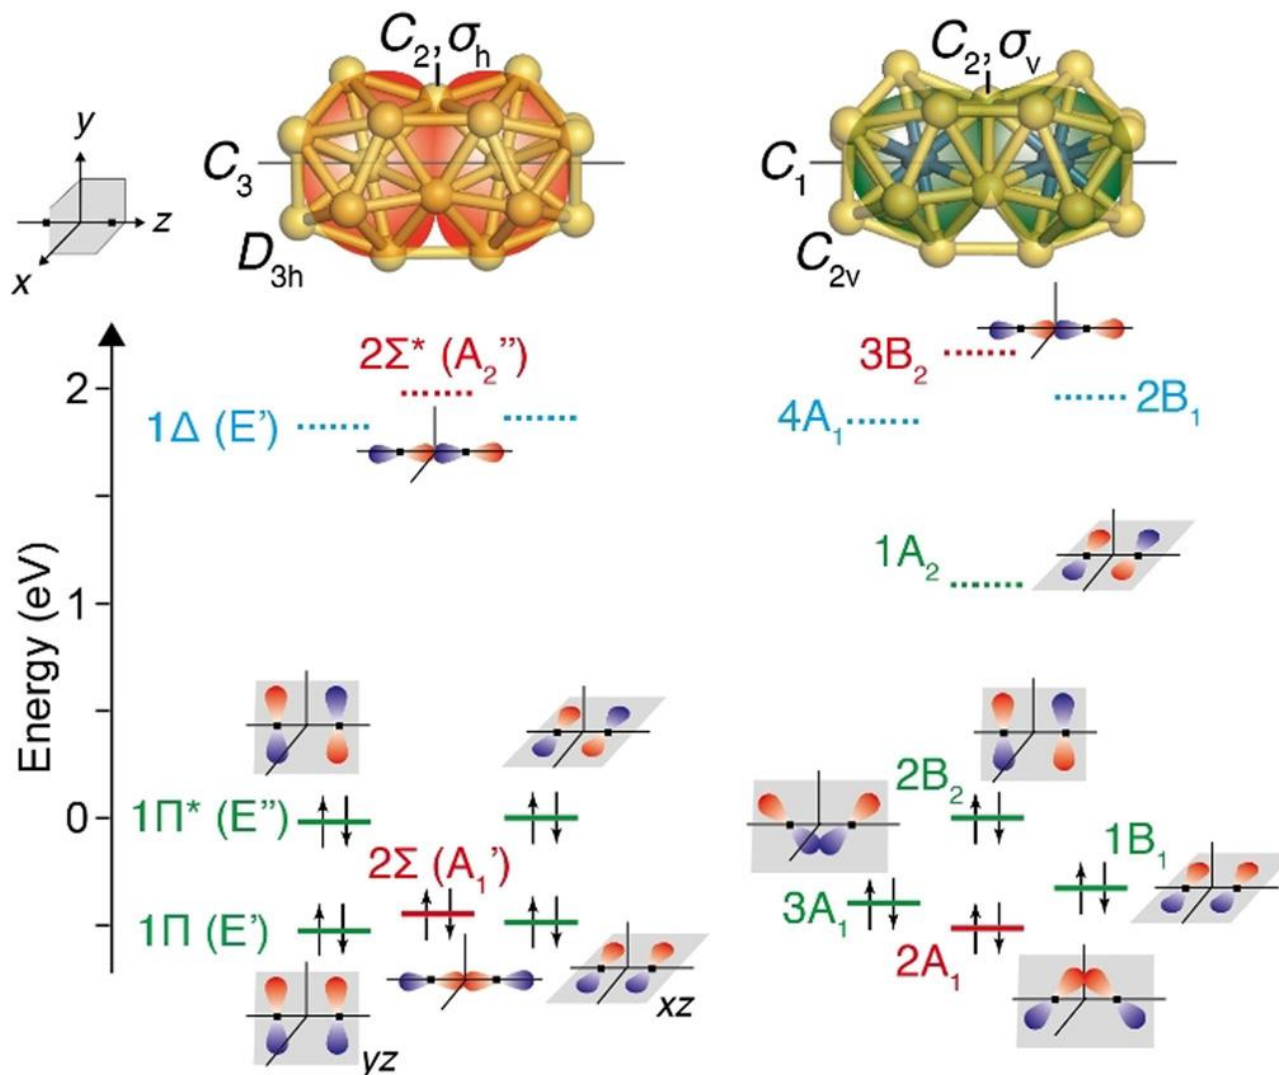 C₂, σₕ
C₂, σᵥ
y
z
x
C₃
D₃ₕ
C₁
C₂ᵥ
Energy (eV)
2
1
0
2Σ* (A₂”)
1Δ (E’)
1Π* (E”)
2Σ (A₁’)
1Π (E’)
yz
xz
3B₂
4A₁
2B₁
1A₂
2B₂
1B₁
3A₁
2A₁